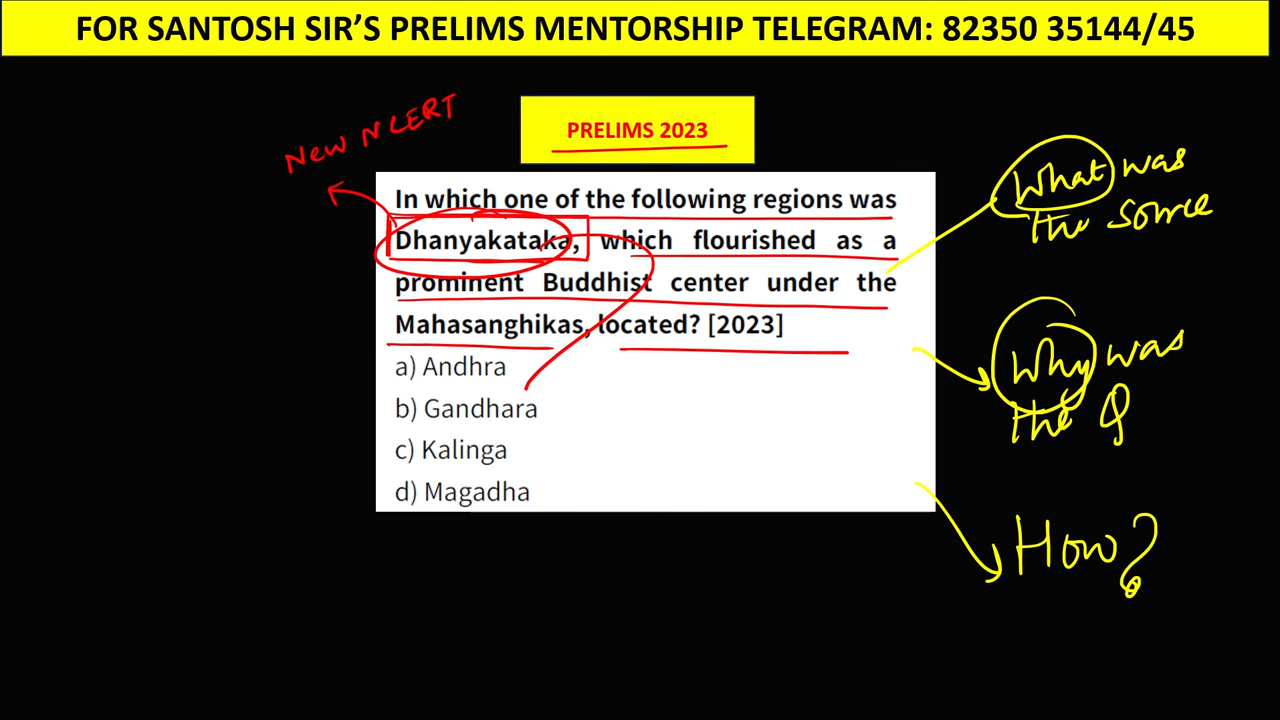 FOR SANTOSH SIR’S PRELIMS MENTORSHIP TELEGRAM: 82350 35144/45
New NCERT
PRELIMS 2023
In which one of the following regions was
Dhanyakataka, which flourished as a
prominent Buddhist center under the
Mahasanghikas, located? [2023]
a) Andhra
b) Gandhara
c) Kalinga
d) Magadha
What was
the source
Why was
the Q
How?